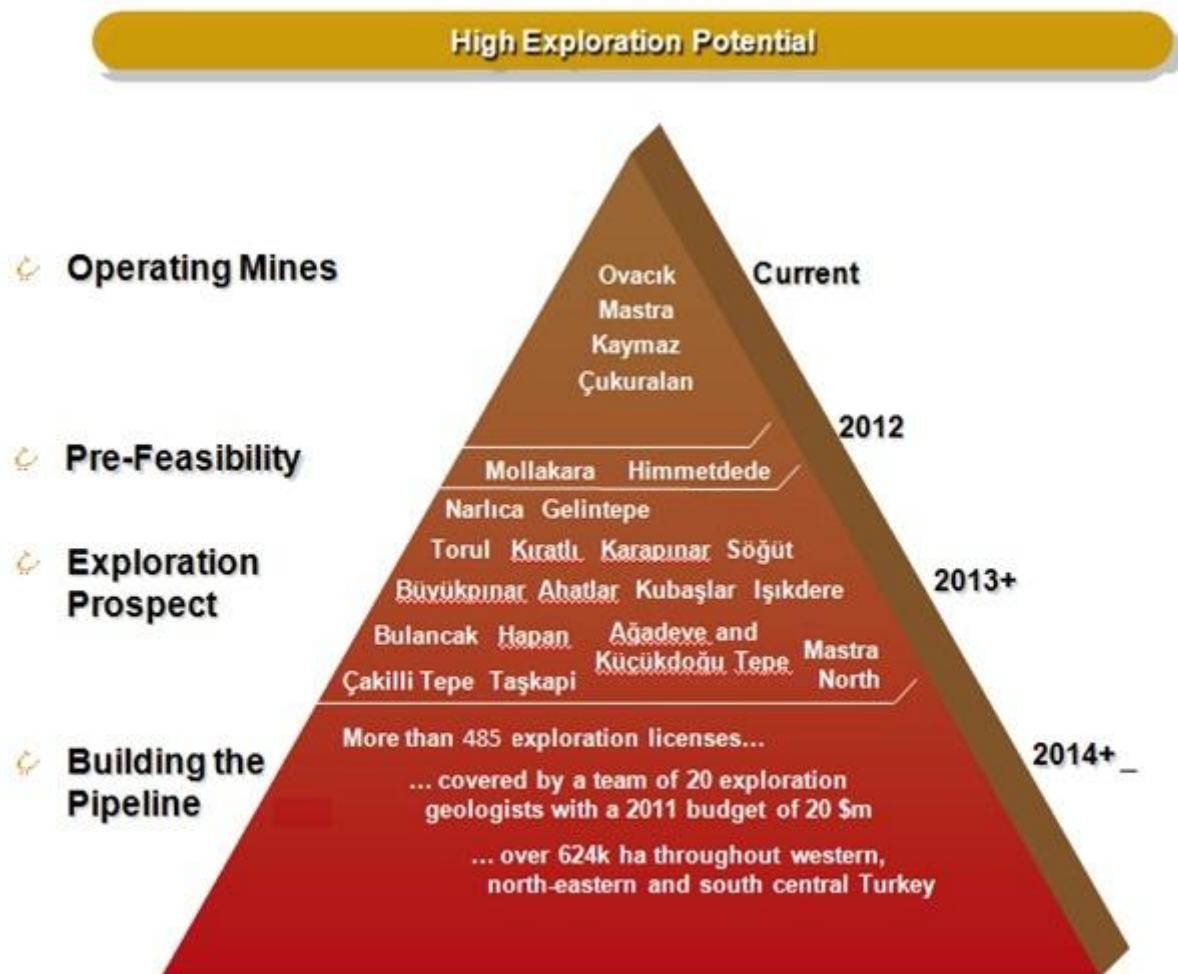 High Exploration Potential
Operating Mines
Ovacık
Mastra
Kaymaz
Çukuralan
Current
Pre-Feasibility
Mollakara Himmetdede
2012
Exploration
Prospect
Narlıca Gelintepe
Torul Kıratlı Karapınar Söğüt
Büyükpınar Ahatlar Kubaşlar Işıkdere
Bulancak Hapan Ağadeve and
Küçükdoğu Tepe
Mastra
North
Çakilli Tepe Taşkapi
2013+
Building the
Pipeline
More than 485 exploration licenses…
… covered by a team of 20 exploration
geologists with a 2011 budget of 20 $m
… over 624k ha throughout western,
north-eastern and south central Turkey
2014+ _